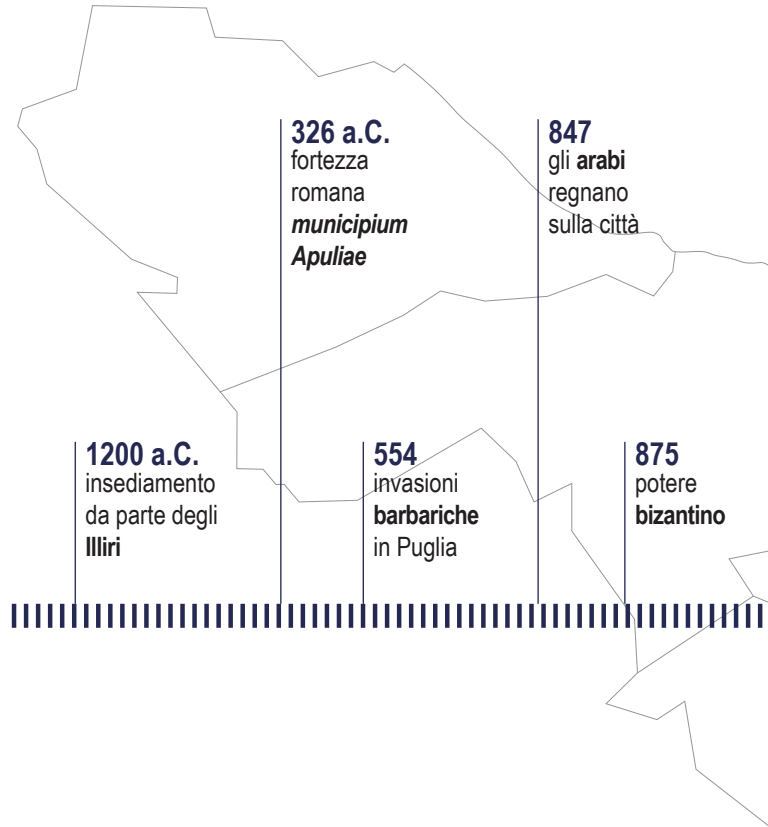 326 a.C.
fortezza
romana
municipium
Apuliae
847
gli arabi
regnano
sulla città
1200 a.C.
insediamento
da parte degli
Illiri
554
invasioni
barbariche
in Puglia
875
potere
bizantino